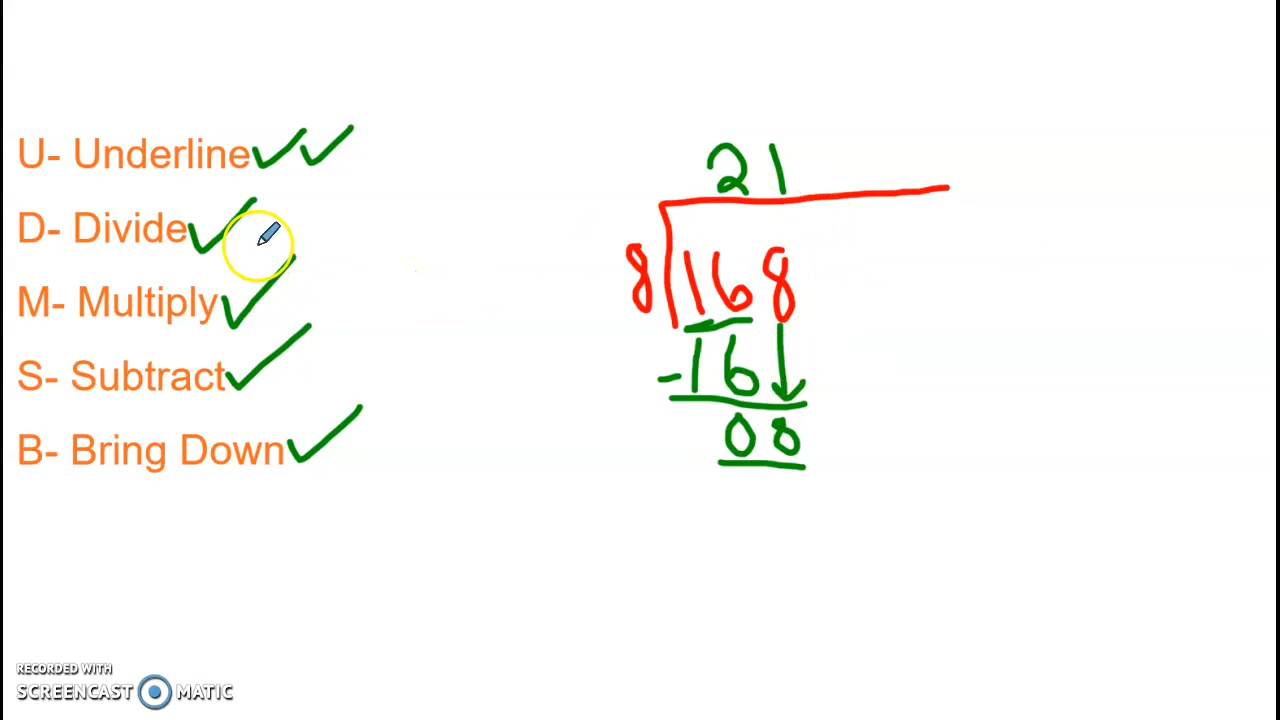 U- Underline
D- Divide
M- Multiply
S- Subtract
B- Bring Down
21
8 168
-16
08
RECORDED WITH
SCREENCAST MATIC